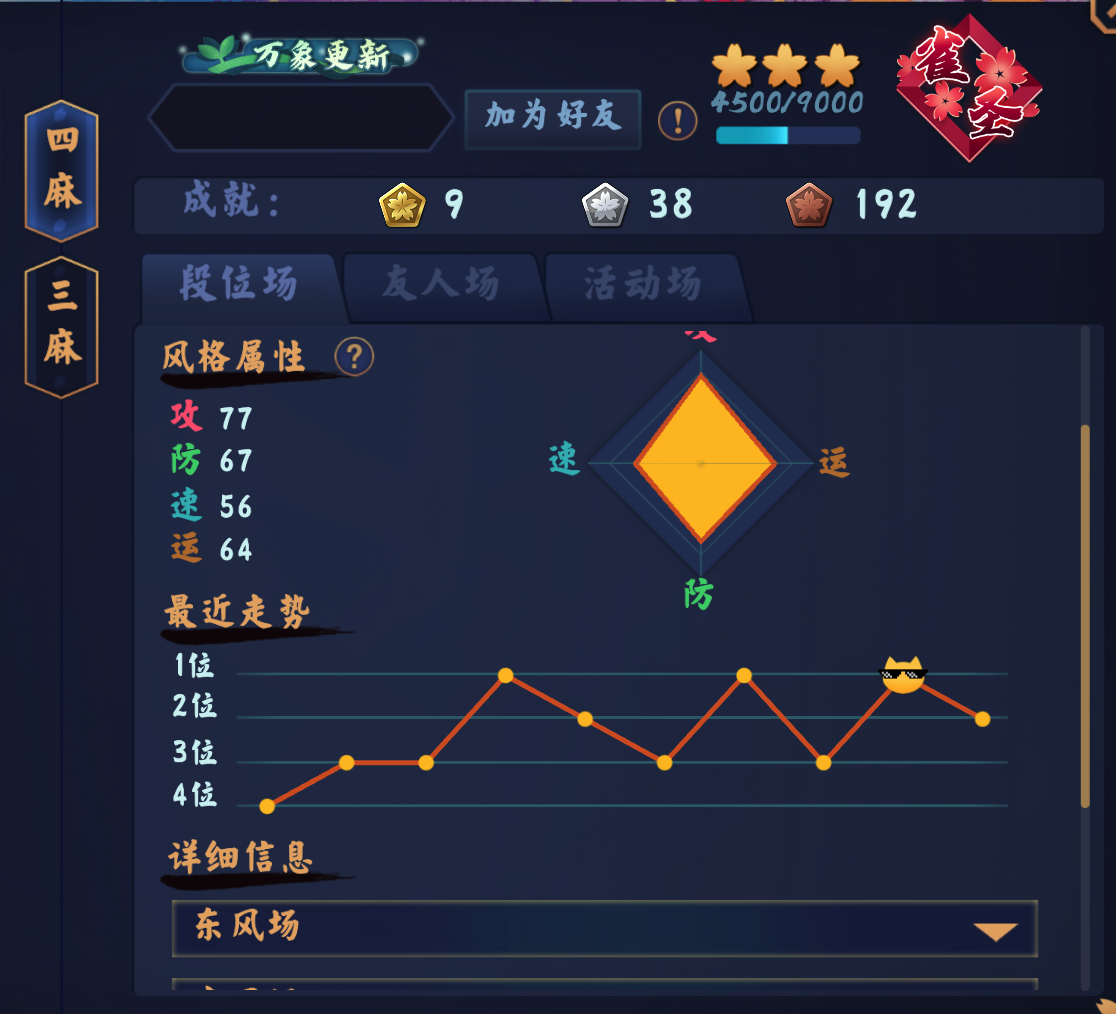 万象更新
加为好友
!
4500/9000
雀圣
四麻
三麻
成就：
9
38
192
段位场
友人场
活动场
风格属性
?
攻 77
防 67
速 56
运 64
速
运
防
最近走势
1位
2位
3位
4位
详细信息
东风场